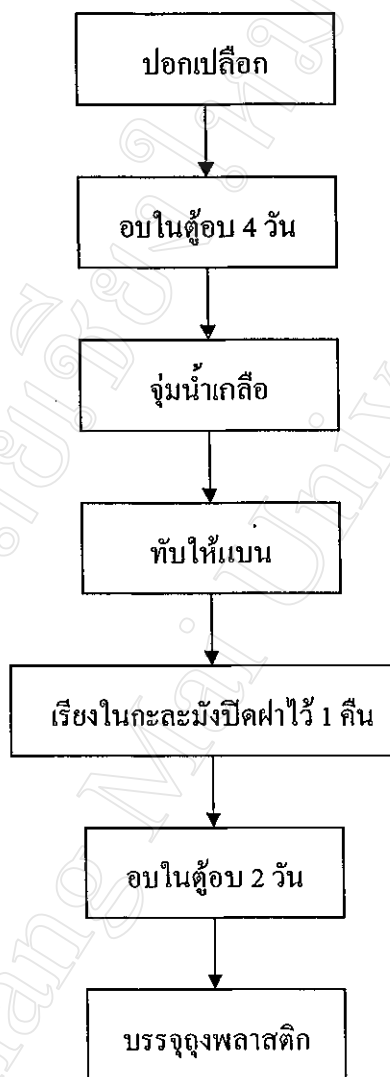 ปอกเปลือก
อบในตู้อบ 4 วัน
จุ่มน้ำเกลือ
ทับให้แบน
เรียงในกะละมังปิดฝาไว้ 1 คืน
อบในตู้อบ 2 วัน
บรรจุถุงพลาสติก